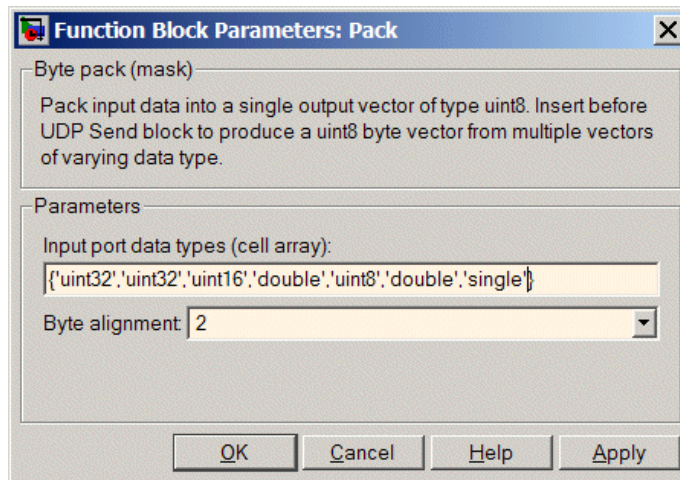 Function Block Parameters: Pack
Byte pack (mask)
Pack input data into a single output vector of type uint8. Insert before
UDP Send block to produce a uint8 byte vector from multiple vectors
of varying data type.
Parameters
Input port data types (cell array):
{'uint32','uint32','uint16','double','uint8','double','single'}
Byte alignment: 2
OK Cancel Help Apply